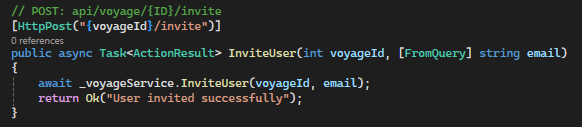 // POST: api/voyage/{ID}/invite
[HttpPost("{voyageId}/invite")]
0 references
public async Task<ActionResult> InviteUser(int voyageId, [FromQuery] string email)
{
await _voyageService.InviteUser(voyageId, email);
return Ok("User invited successfully");
}